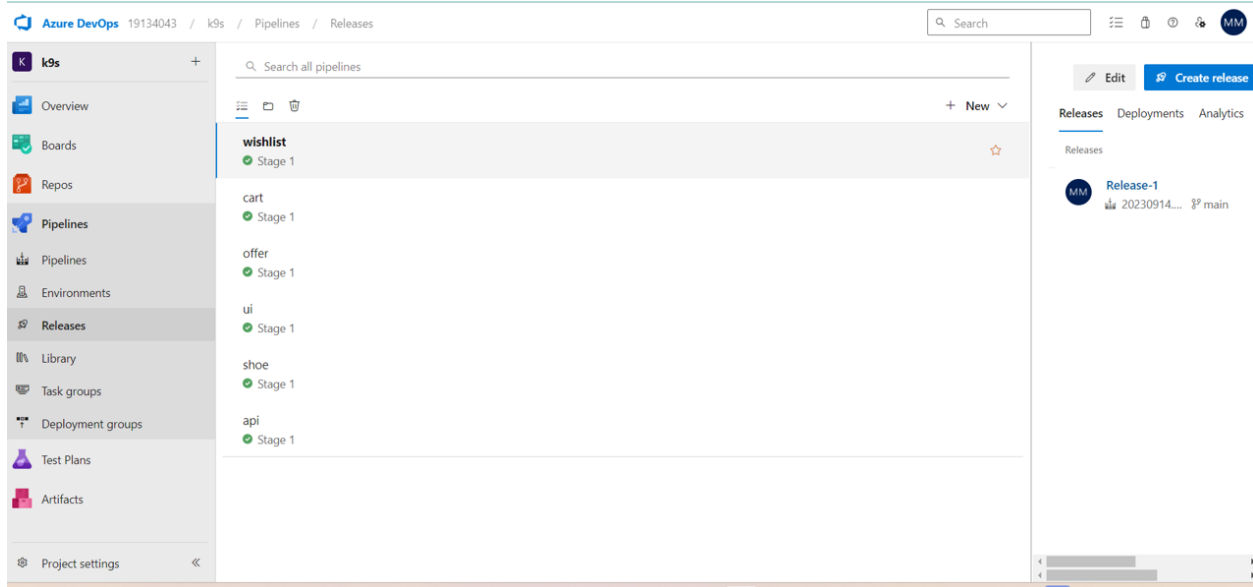 Azure DevOps 19134043 / k9s / Pipelines / Releases
Search
MM
K k9s
Overview
Boards
Repos
Pipelines
Pipelines
Environments
Releases
Library
Task groups
Deployment groups
Test Plans
Artifacts
Project settings
Search all pipelines
New
wishlist
Stage 1
cart
Stage 1
offer
Stage 1
ui
Stage 1
shoe
Stage 1
api
Stage 1
Edit Create release
Releases Deployments Analytics
Releases
MM Release-1
20230914.... main